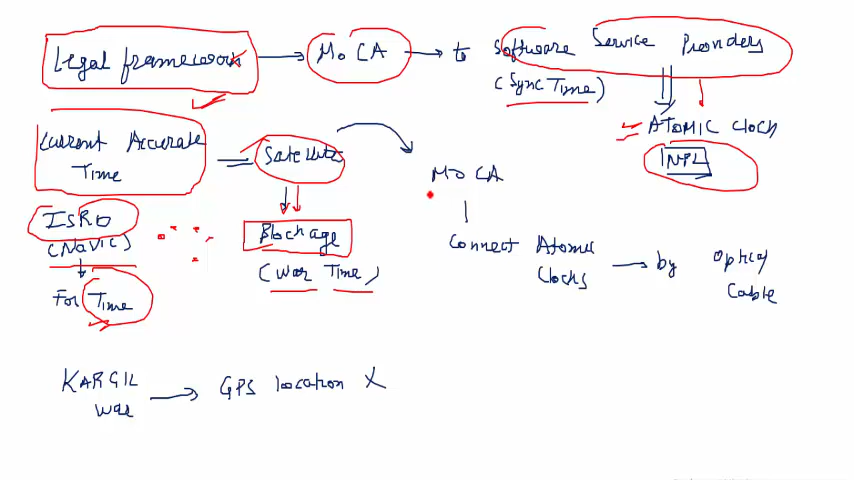 Legal framework → MoCA → to Software Service Providers
(Sync Time)
ATOMIC Clock
NPL
Current Accurate Time
Satellite
ISRO
(NavIC)
For Time
Blockage
(War Time)
MoCA
Connect Atomic Clocks → by Optical Cable
KARGIL War → GPS location X